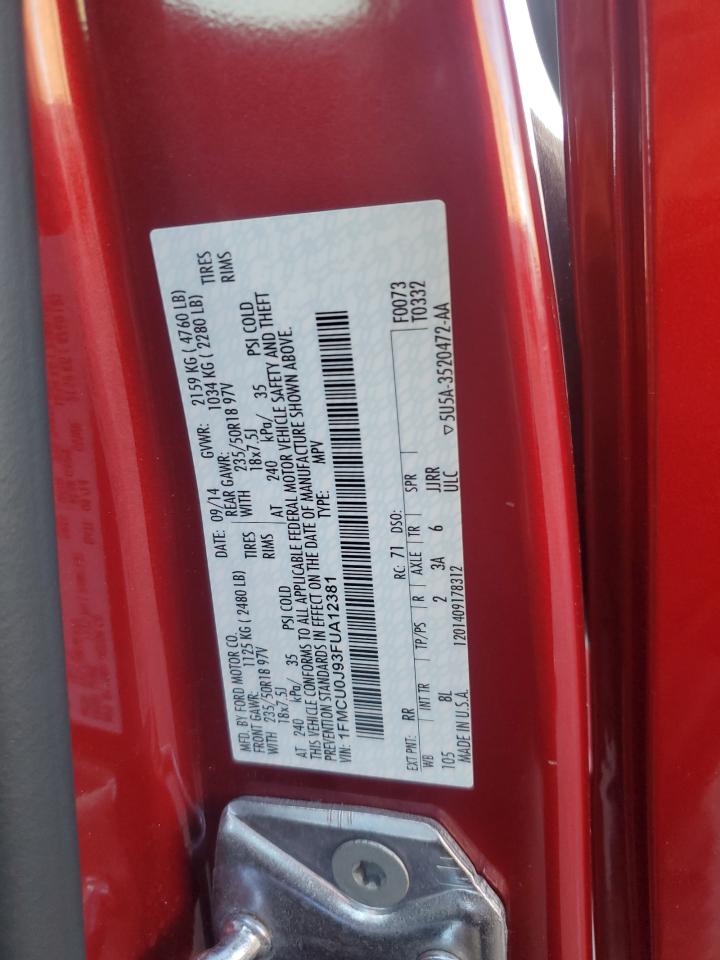 MFD. BY FORD MOTOR CO. DATE: 09/14 GVWR: 2159 KG ( 4760 LB)
FRONT GAWR: 1125 KG ( 2480 LB) REAR GAWR: 1034 KG ( 2280 LB)
WITH 235/50R18 97V TIRES WITH 235/50R18 97V TIRES
18x7.5J RIMS 18x7.5J RIMS
AT 240 kPa/ 35 PSI COLD AT 240 kPa/ 35 PSI COLD
THIS VEHICLE CONFORMS TO ALL APPLICABLE FEDERAL MOTOR VEHICLE SAFETY AND THEFT
PREVENTION STANDARDS IN EFFECT ON THE DATE OF MANUFACTURE SHOWN ABOVE.
VIN: 1FMCU0J93FUA12381 TYPE: MPV
F0073
EXT PNT: RR RC: 71 DSO: T0332
WB INT TR TP/PS R AXLE TR SPR
105 8L 2 3A 6 JJRR
MADE IN U.S.A. 1201409178312 ULC ▽5U5A-3520472-AA